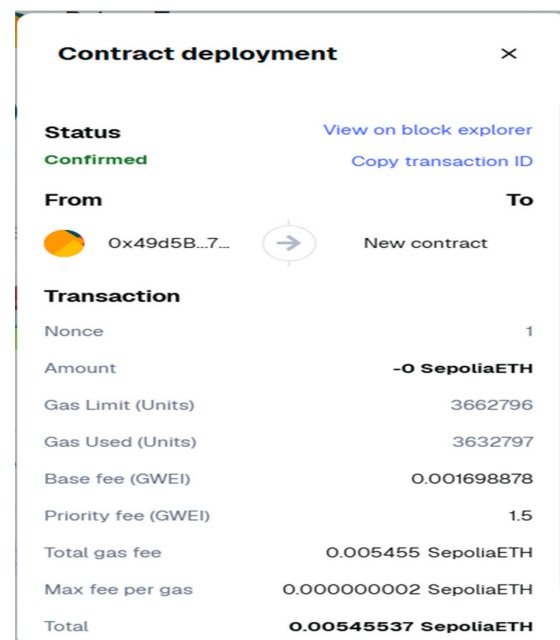 Contract deployment ×
Status View on block explorer
Confirmed Copy transaction ID
From To
0x49d5B...7... New contract
Transaction
Nonce 1
Amount -0 SepoliaETH
Gas Limit (Units) 3662796
Gas Used (Units) 3632797
Base fee (GWEI) 0.001698878
Priority fee (GWEI) 1.5
Total gas fee 0.005455 SepoliaETH
Max fee per gas 0.000000002 SepoliaETH
Total 0.00545537 SepoliaETH